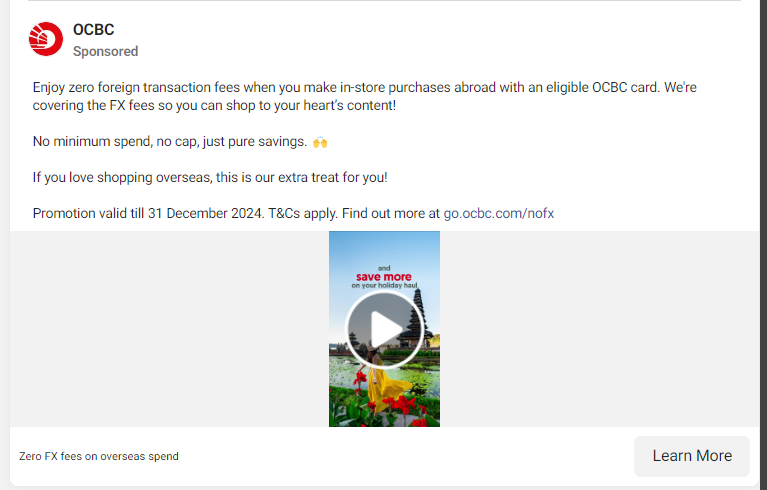 OCBC
Sponsored
Enjoy zero foreign transaction fees when you make in-store purchases abroad with an eligible OCBC card. We're
covering the FX fees so you can shop to your heart's content!
No minimum spend, no cap, just pure savings. 🙌
If you love shopping overseas, this is our extra treat for you!
Promotion valid till 31 December 2024. T&Cs apply. Find out more at go.ocbc.com/nofx
and
save more
on your holiday haul
Zero FX fees on overseas spend
Learn More